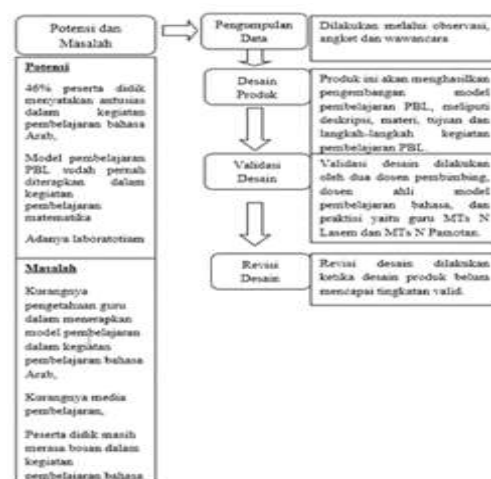 Potensi dan
Masalah
Potensi
46% peserta didik
menyatakan antusias
dalam kegiatan
pembelajaran bahasa
Arab,
Model pembelajaran
PBL sudah pernah
diterapkan dalam
kegiatan
pembelajaran
matematika
Adanya laboratotium
Masalah
Kurangnya
pengetahuan guru
dalam menerapkan
model pembelajaran
dalam kegiatan
pembelajaran bahasa
Arab,
Kurangnya media
pembelajaran,
Peserta didik masih
merasa bosan dalam
kegiatan
pembelajaran bahasa
Pengumpulan
Data
Dilakukan melalui observasi,
angket dan wawancara
Desain
Produk
Produk ini akan menghasilkan
pengembangan model
pembelajaran PBL, meliputi
deskripsi, materi, tujuan dan
langkah-langkah kegiatan
pembelajaran PBL.
Validasi
Desain
Validasi desain dilakukan
oleh dua dosen pembimbing,
dosen ahli model
pembelajaran bahasa, dan
praktisi yaitu guru MTs N
Lasem dan MTs N Pamotan.
Revisi
Desain
Revisi desain dilakukan
ketika desain produk belum
mencapai tingkatan valid.